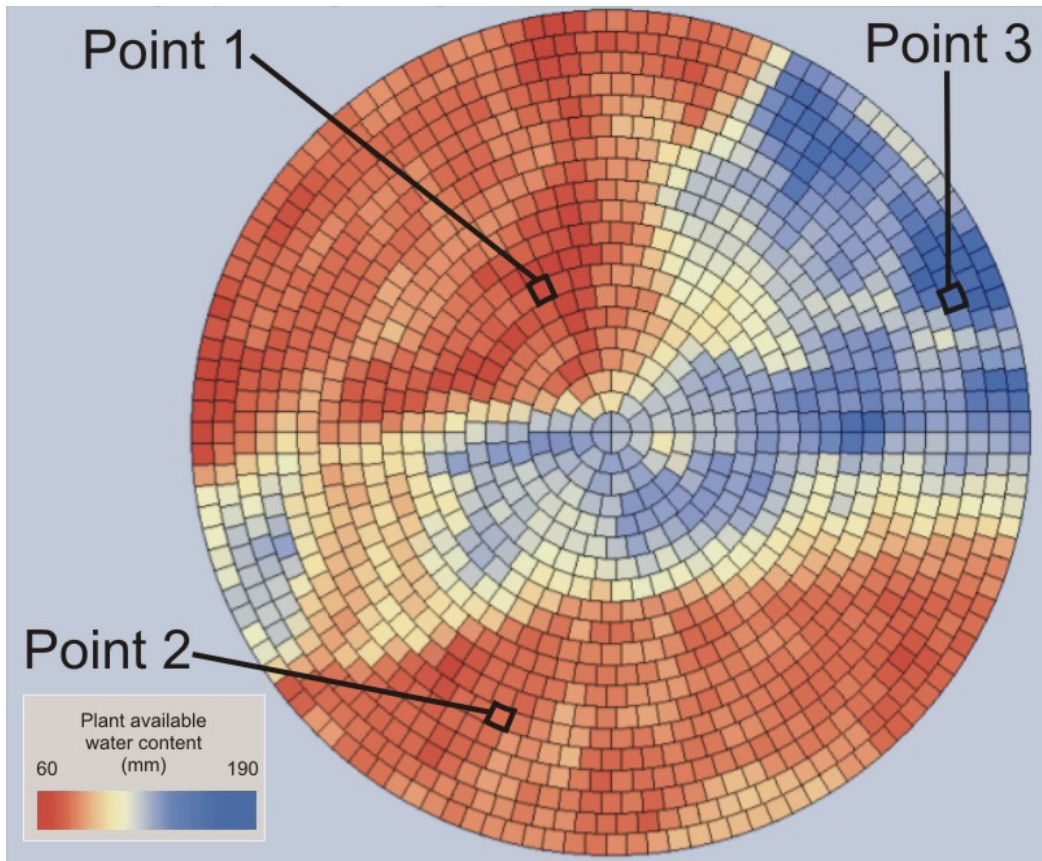 Point 1
Point 3
Point 2
Plant available
water content
(mm)
60
190